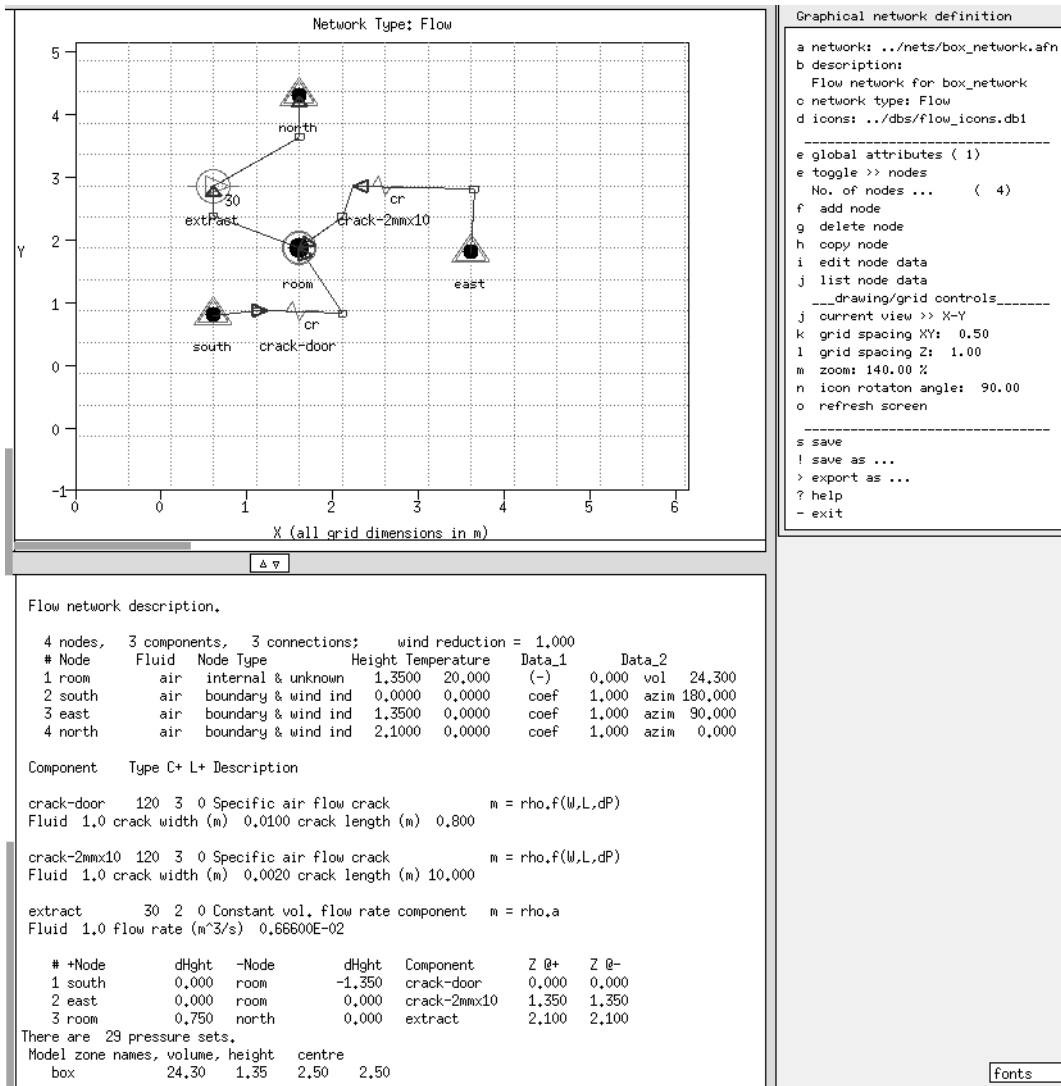 Network Type: Flow
5
4
3
2
1
0
0
-1
Y
0
0
1
2
3
4
5
6
X (all grid dimensions in m)
north
30
extract
cr
crack-2mmx10
room
east
cr
south
crack-door
Graphical network definition
a network: ../nets/box_network.afn
b description:
Flow network for box_network
c network type: Flow
d icons: ../dbs/flow_icons.db1
e global attributes ( 1)
e toggle >> nodes
No. of nodes ... ( 4)
f add node
g delete node
h copy node
i edit node data
j list node data
___drawing/grid controls______
j current view >> X-Y
k grid spacing XY: 0.50
l grid spacing Z: 1.00
m zoom: 140.00 %
n icon rotaton angle: 90.00
o refresh screen
s save
! save as ...
> export as ...
? help
- exit
Flow network description.
4 nodes, 3 components, 3 connections; wind reduction = 1.000
# Node Fluid Node Type Height Temperature Data_1 Data_2
1 room air internal & unknown 1.3500 20.000 (-) 0.000 vol 24.300
2 south air boundary & wind ind 0.0000 0.0000 coef 1.000 azim 180.000
3 east air boundary & wind ind 1.3500 0.0000 coef 1.000 azim 90.000
4 north air boundary & wind ind 2.1000 0.0000 coef 1.000 azim 0.000
Component Type C+ L+ Description
crack-door 120 3 0 Specific air flow crack m = rho.f(W,L,dP)
Fluid 1.0 crack width (m) 0.0100 crack length (m) 0.800
crack-2mmx10 120 3 0 Specific air flow crack m = rho.f(W,L,dP)
Fluid 1.0 crack width (m) 0.0020 crack length (m) 10.000
extract 30 2 0 Constant vol. flow rate component m = rho.a
Fluid 1.0 flow rate (m^3/s) 0.66600E-02
# +Node dHght -Node dHght Component Z @+ Z @-
1 south 0.000 room -1.350 crack-door 0.000 0.000
2 east 0.000 room 0.000 crack-2mmx10 1.350 1.350
3 room 0.750 north 0.000 extract 2.100 2.100
There are 29 pressure sets.
Model zone names, volume, height centre
box 24.30 1.35 2.50 2.50
fonts